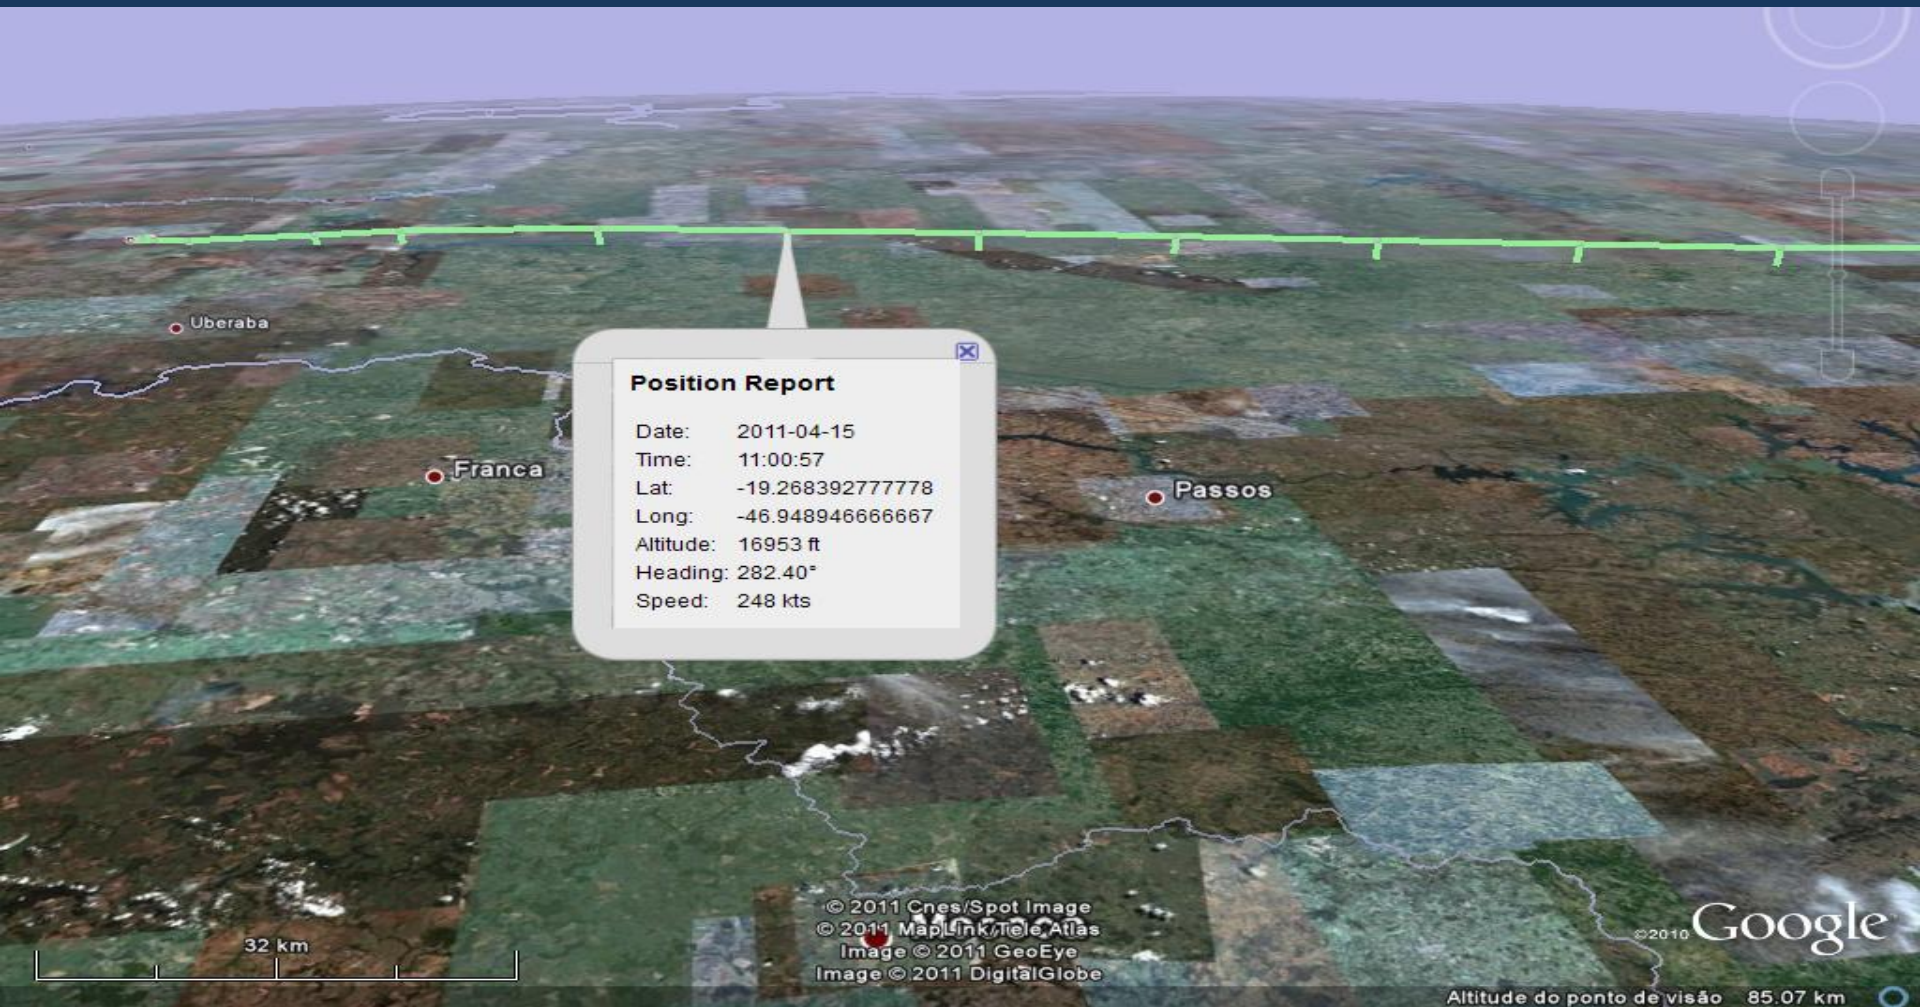 Uberaba
Position Report
Date: 2011-04-15
Time: 11:00:57
Lat: -19.268392777778
Long: -46.948946666667
Altitude: 16953 ft
Heading: 282.40°
Speed: 248 kts
Franca
Passos
© 2011 Cnes/Spot Image
© 2011 MapLink/Tele Atlas
Image © 2011 GeoEye
Image © 2011 DigitalGlobe
32 km
©2010 Google
Altitude do ponto de visão 85.07 km